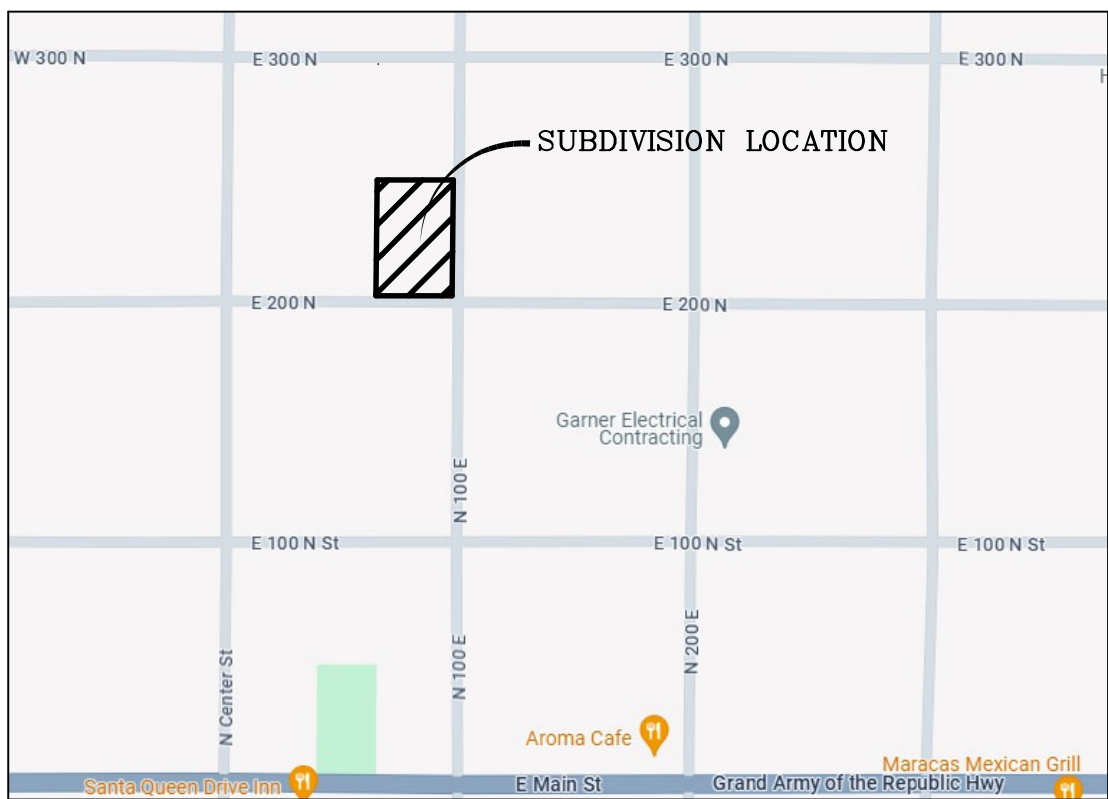 W 300 N
E 300 N
E 300 N
E 300 N
H
SUBDIVISION LOCATION
E 200 N
E 200 N
Garner Electrical
Contracting
N 100 E
E 100 N St
E 100 N St
E 100 N St
N Center St
N 100 E
N 200 E
Aroma Cafe
Maracas Mexican Grill
Santa Queen Drive Inn
E Main St
Grand Army of the Republic Hwy